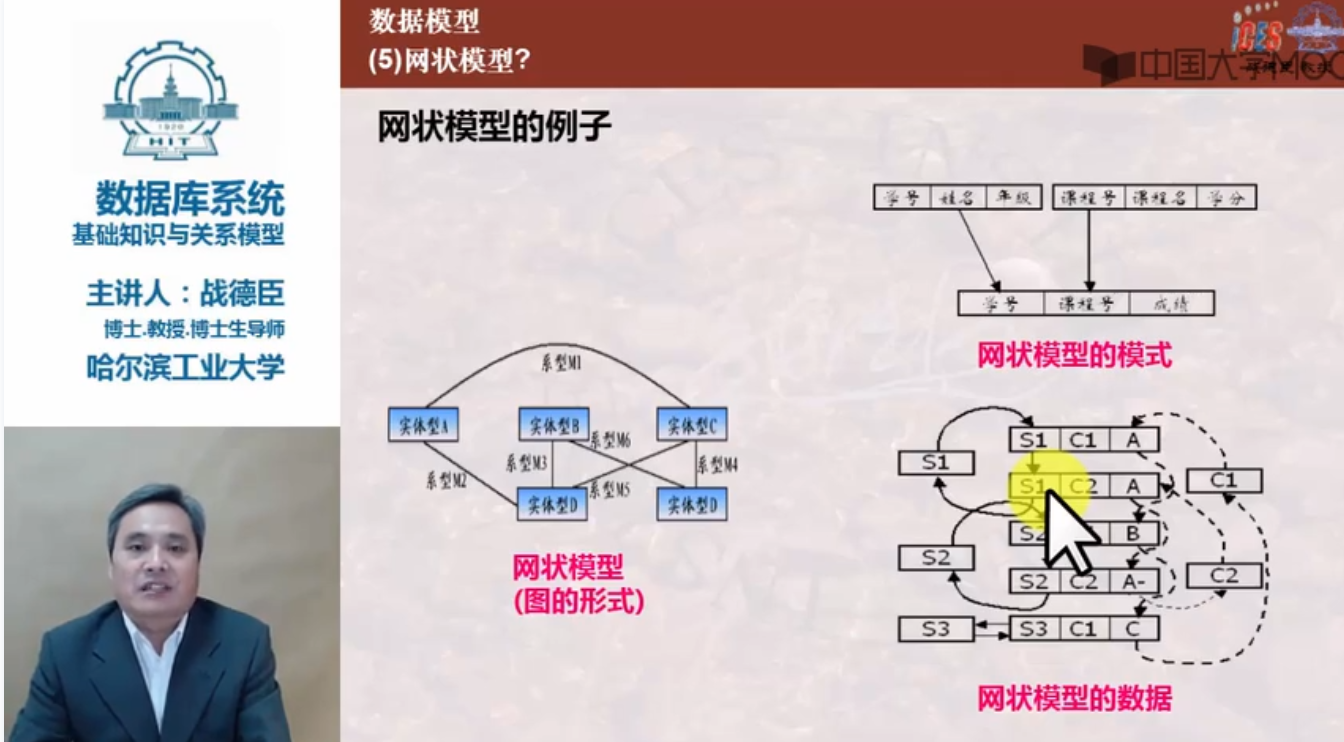 数据模型
(5)网状模型?
中国大学MOO
1920
HIT
数据库系统
基础知识与关系模型
主讲人：战德臣
博士.教授.博士生导师
哈尔滨工业大学
网状模型的例子
学号 姓名 年级
课程号 课程名 学分
学号 课程号 成绩
网状模型的模式
系型M1
实体型A
实体型B
实体型C
系型M6
系型M3
系型M4
系型M2
系型M5
实体型D
实体型D
网状模型
(图的形式)
S1 C1 A
S1
S1 C2 A
C1
S2 B
S2
S2 C2 A-
C2
S3
S3 C1 C
网状模型的数据